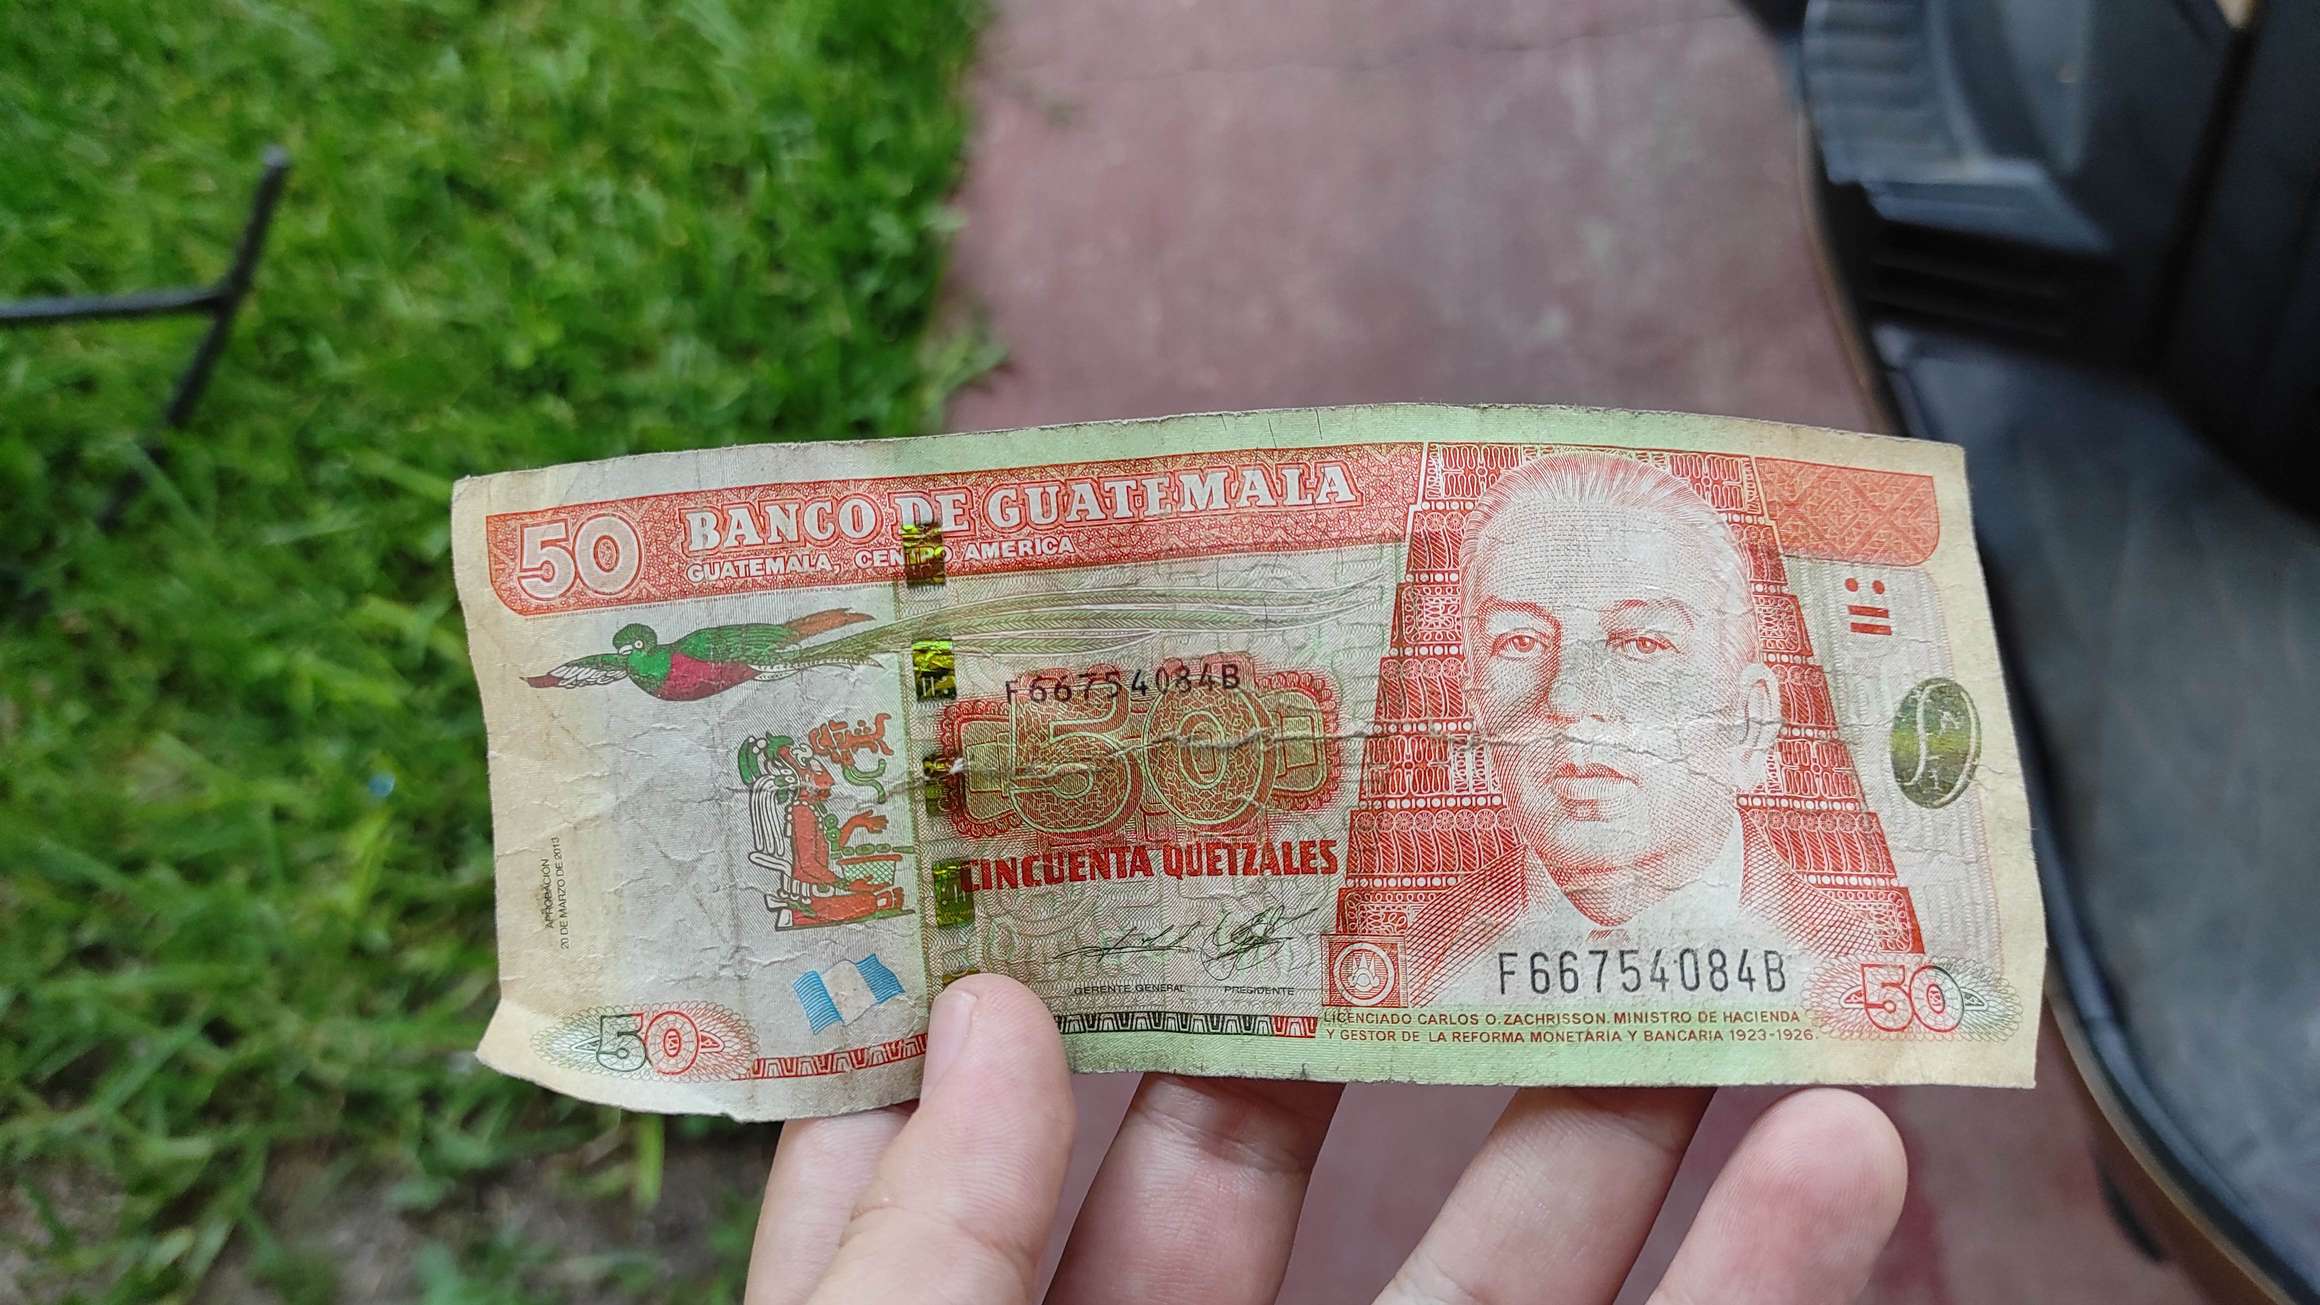 50
BANCO DE GUATEMALA
GUATEMALA, CENTRO AMERICA
F66754084B
50
CINCUENTA QUETZALES
APROBACIÓN
20 DE MARZO DE 2013
GERENTE GENERAL PRESIDENTE
F66754084B
50
50
LICENCIADO CARLOS O. ZACHRISSON. MINISTRO DE HACIENDA
Y GESTOR DE LA REFORMA MONETARIA Y BANCARIA 1923-1926.